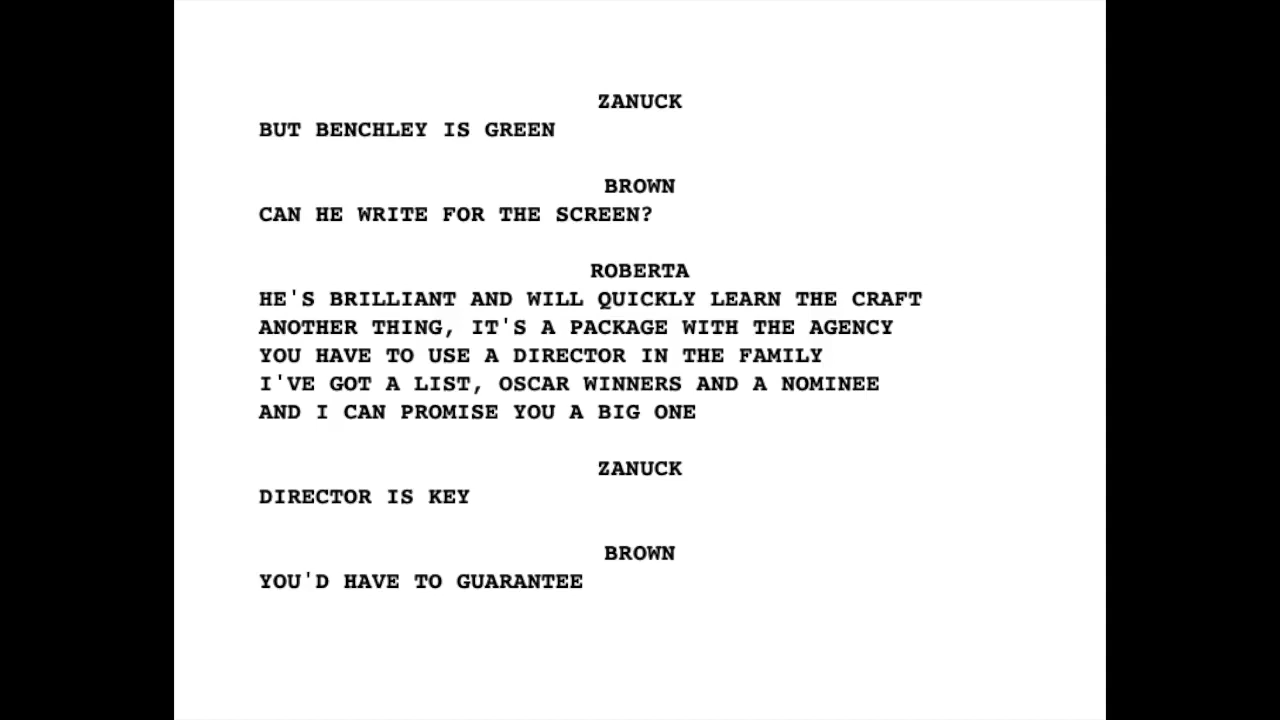 ZANUCK
BUT BENCHLEY IS GREEN
BROWN
CAN HE WRITE FOR THE SCREEN?
ROBERTA
HE'S BRILLIANT AND WILL QUICKLY LEARN THE CRAFT
ANOTHER THING, IT'S A PACKAGE WITH THE AGENCY
YOU HAVE TO USE A DIRECTOR IN THE FAMILY
I'VE GOT A LIST, OSCAR WINNERS AND A NOMINEE
AND I CAN PROMISE YOU A BIG ONE
ZANUCK
DIRECTOR IS KEY
BROWN
YOU'D HAVE TO GUARANTEE